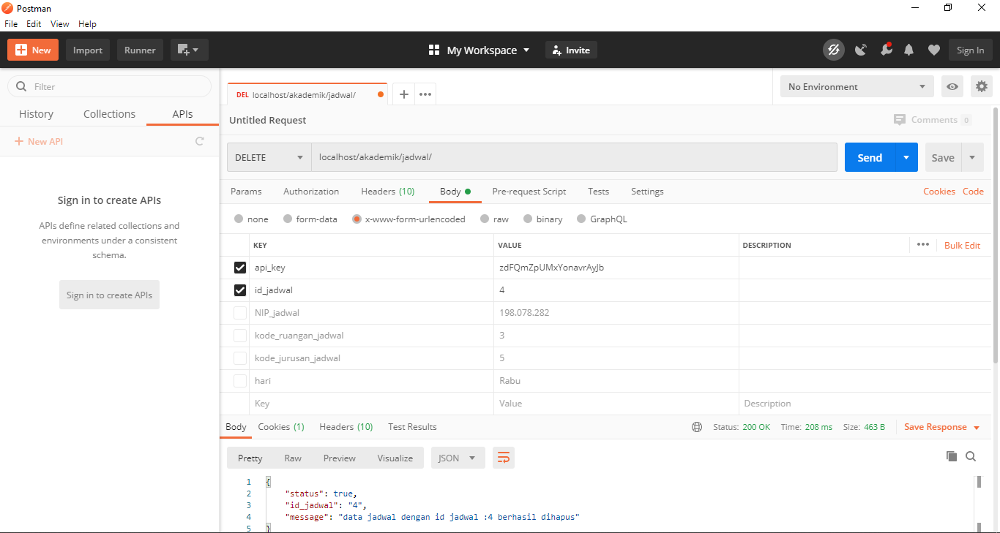 Postman
File Edit View Help
New Import Runner My Workspace Invite Sign In
Filter
History Collections APIs
New API
Sign in to create APIs
APIs define related collections and
environments under a consistent
schema.
Sign in to create APIs
DEL localhost/akademik/jadwal/
No Environment
Untitled Request
Comments 0
DELETE localhost/akademik/jadwal/ Send Save
Params Authorization Headers (10) Body Pre-request Script Tests Settings Cookies Code
none form-data x-www-form-urlencoded raw binary GraphQL
KEY VALUE DESCRIPTION Bulk Edit
api_key zdFQmZpUMxYonavrAyJb
id_jadwal 4
NIP_jadwal 198.078.282
kode_ruangan_jadwal 3
kode_jurusan_jadwal 5
hari Rabu
Key Value Description
Body Cookies (1) Headers (10) Test Results Status: 200 OK Time: 208 ms Size: 463 B Save Response
Pretty Raw Preview Visualize JSON
1 {
2 "status": true,
3 "id_jadwal": "4",
4 "message": "data jadwal dengan id jadwal :4 berhasil dihapus"
5 }